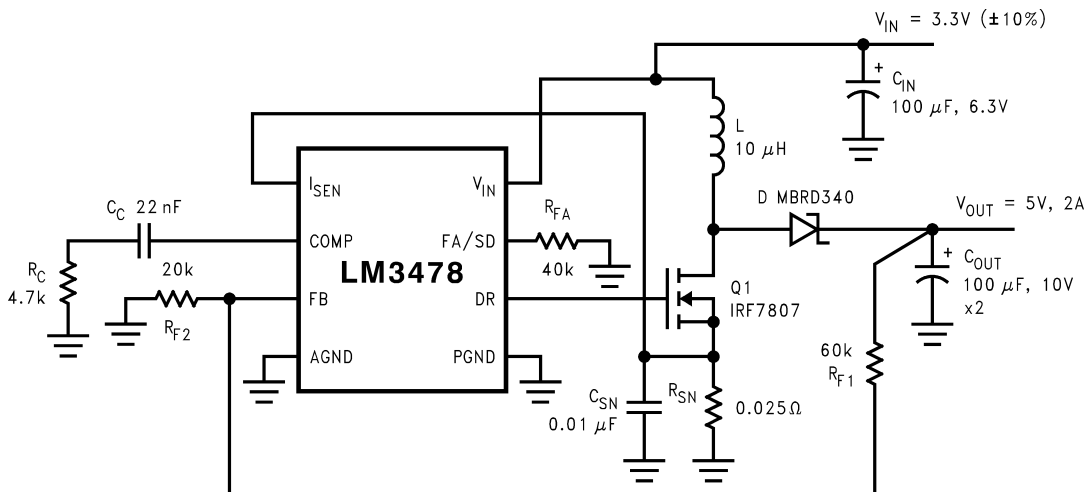 V_IN = 3.3V (±10%)
+
C_IN
100 μF, 6.3V
L
10 μH
I_SEN
V_IN
D MBRD340
V_OUT = 5V, 2A
C_C 22 nF
R_FA
COMP
FA/SD
+
C_OUT
100 μF, 10V
x2
R_C
4.7k
20k
LM3478
40k
Q1
IRF7807
FB
DR
R_F2
60k
R_F1
AGND
PGND
C_SN
0.01 μF
R_SN
0.025Ω